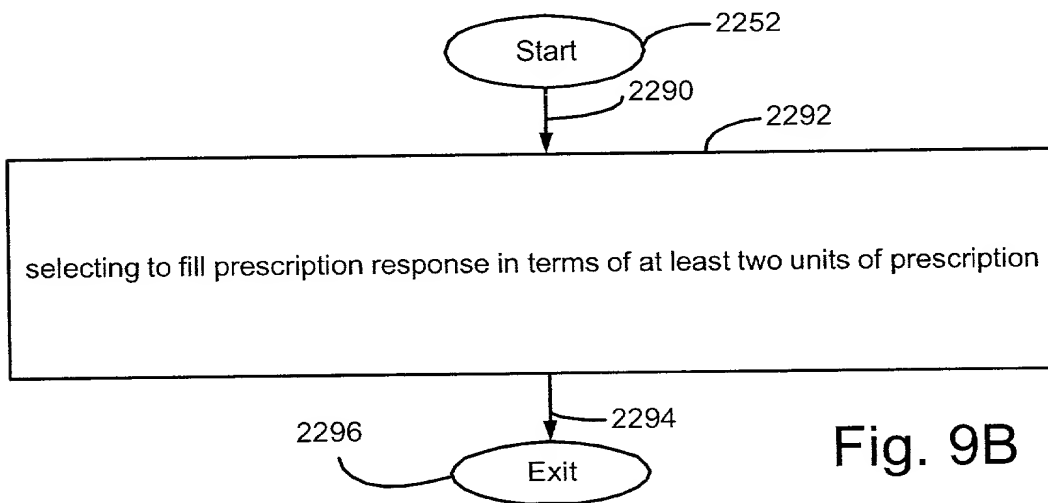 Start
2252
2290
2292
selecting to fill prescription response in terms of at least two units of prescription
2294
2296
Exit
Fig. 9B